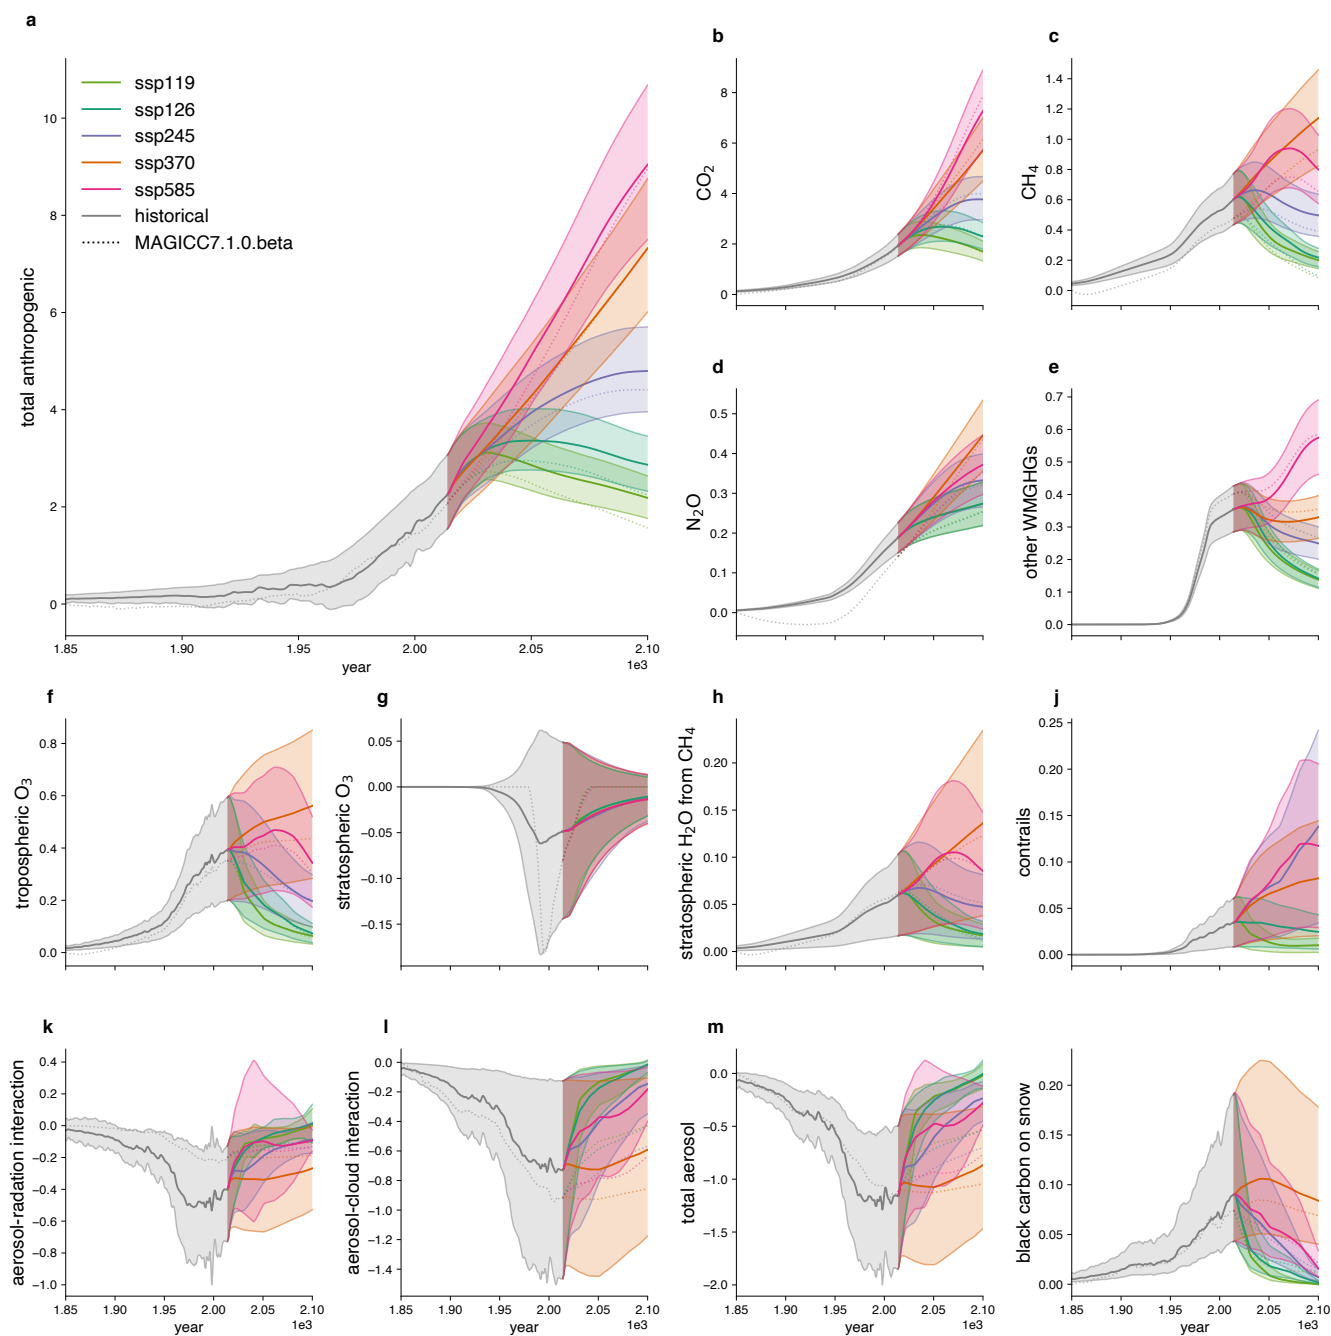 a
total anthropogenic
10
8
6
4
2
0
ssp119
ssp126
ssp245
ssp370
ssp585
historical
MAGICC7.1.0.beta
1.85
1.90
1.95
2.00
2.05
2.10
1e3
year
b
CO2
8
6
4
2
0
c
CH4
1.4
1.2
1.0
0.8
0.6
0.4
0.2
0.0
d
N2O
0.5
0.4
0.3
0.2
0.1
0.0
e
other WMGHGs
0.7
0.6
0.5
0.4
0.3
0.2
0.1
0.0
f
tropospheric O3
0.8
0.6
0.4
0.2
0.0
g
stratospheric O3
0.05
0.00
−0.05
−0.10
−0.15
h
stratospheric H2O from CH4
0.20
0.15
0.10
0.05
0.00
j
contrails
0.25
0.20
0.15
0.10
0.05
0.00
k
aerosol-radation interaction
0.4
0.2
0.0
−0.2
−0.4
−0.6
−0.8
−1.0
1.85
1.90
1.95
2.00
2.05
2.10
year
1e3
l
aerosol-cloud interaction
0.0
−0.2
−0.4
−0.6
−0.8
−1.0
−1.2
−1.4
1.85
1.90
1.95
2.00
2.05
2.10
year
1e3
m
total aerosol
0.0
−0.5
−1.0
−1.5
−2.0
1.85
1.90
1.95
2.00
2.05
2.10
year
1e3
black carbon on snow
0.20
0.15
0.10
0.05
0.00
1.85
1.90
1.95
2.00
2.05
2.10
year
1e3